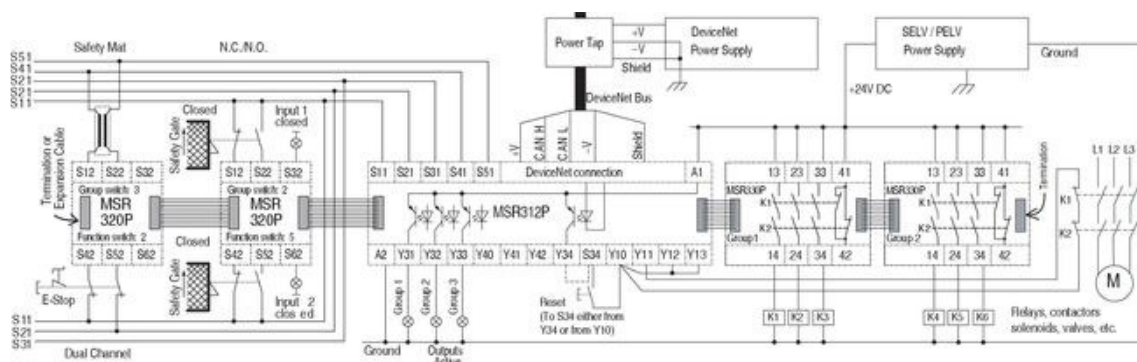 Safety Mat
N.C./N.O.
S51
S41
S21
S21
S11
Power Tap
+V
-V
Shield
DeviceNet
Power Supply
SELV / PELV
Power Supply
Ground
+24V DC
DeviceNet Bus
Termination or
Expansion Cable
Closed
Safety Gate
Input 1
closed
+V
CAN H
CAN L
-V
Shield
S12 S22 S32
Group switch: 3
MSR
320P
Function switch: 2
S42 S52 S62
S12 S22 S32
Group switch: 2
MSR
320P
Function switch: 5
S42 S52 S62
S11 S21 S31 S41 S51 DeviceNet connection A1
MSR312P
A2 Y31 Y32 Y33 Y40 Y41 Y42 Y34 S34 Y10 Y11 Y12 Y13
13 23 33 41
MSR330P
K1
K2
Group1
14 24 34 42
13 23 33 41
MSR330P
K1
K2
Group 2
14 24 34 42
Termination
L1 L2 L3
K1
K2
M
E-Stop
Closed
Safety Gate
Input 2
closed
Group 1
Group 2
Group 3
Reset
(To S34 either from
Y34 or from Y10)
K1 K2 K3
K4 K5 K6
Relays, contactors
solenoids, valves, etc.
S11
S21
S31
Dual Channel
Ground
Outputs
Active